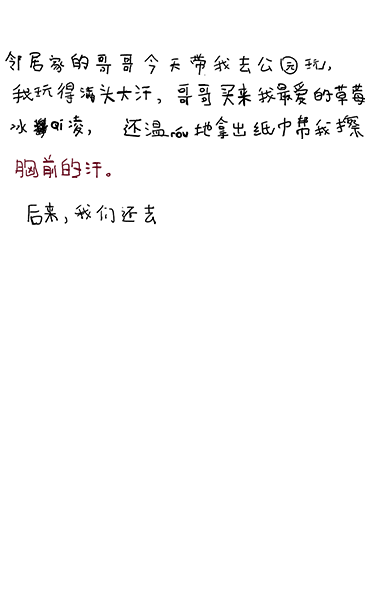 邻居家的哥哥今天带我去公园玩,
我玩得满头大汗,哥哥买来我最爱的草莓
冰qi凌, 还温róu地拿出纸巾帮我擦
胸前的汗。
后来,我们还去